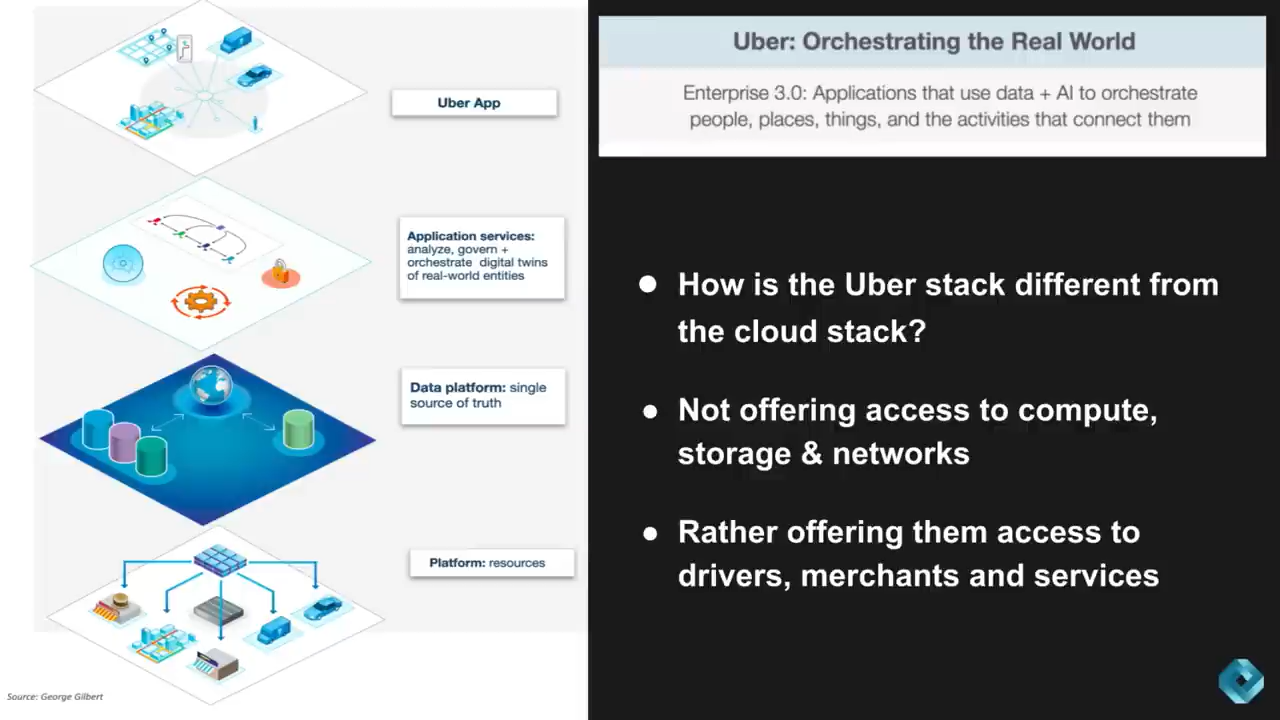 Uber App
Application services:
analyze, govern +
orchestrate digital twins
of real-world entities
Data platform: single
source of truth
Platform: resources
Source: George Gilbert
Uber: Orchestrating the Real World
Enterprise 3.0: Applications that use data + AI to orchestrate
people, places, things, and the activities that connect them
● How is the Uber stack different from
the cloud stack?
● Not offering access to compute,
storage & networks
● Rather offering them access to
drivers, merchants and services